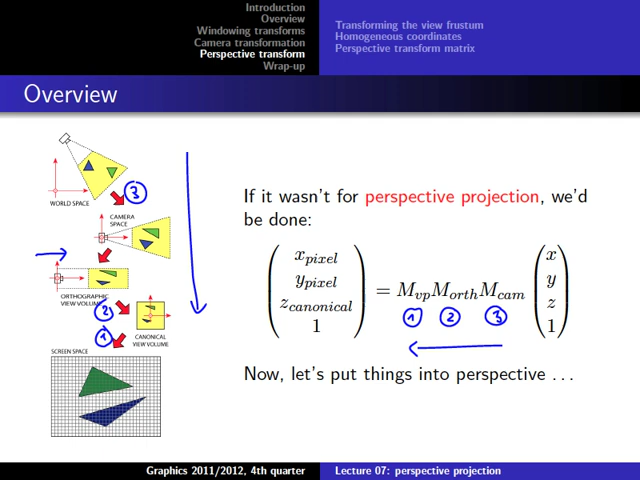 Introduction
Overview
Windowing transforms
Camera transformation
Perspective transform
Wrap-up
Transforming the view frustum
Homogeneous coordinates
Perspective transform matrix
Overview
WORLD SPACE
3
CAMERA
SPACE
ORTHOGRAPHIC
VIEW VOLUME
2
CANONICAL
VIEW VOLUME
1
SCREEN SPACE
If it wasn't for perspective projection, we'd
be done:
x_pixel
y_pixel
z_canonical
1
= M_vp M_orth M_cam
x
y
z
1
1 2 3
Now, let's put things into perspective . . .
Graphics 2011/2012, 4th quarter
Lecture 07: perspective projection